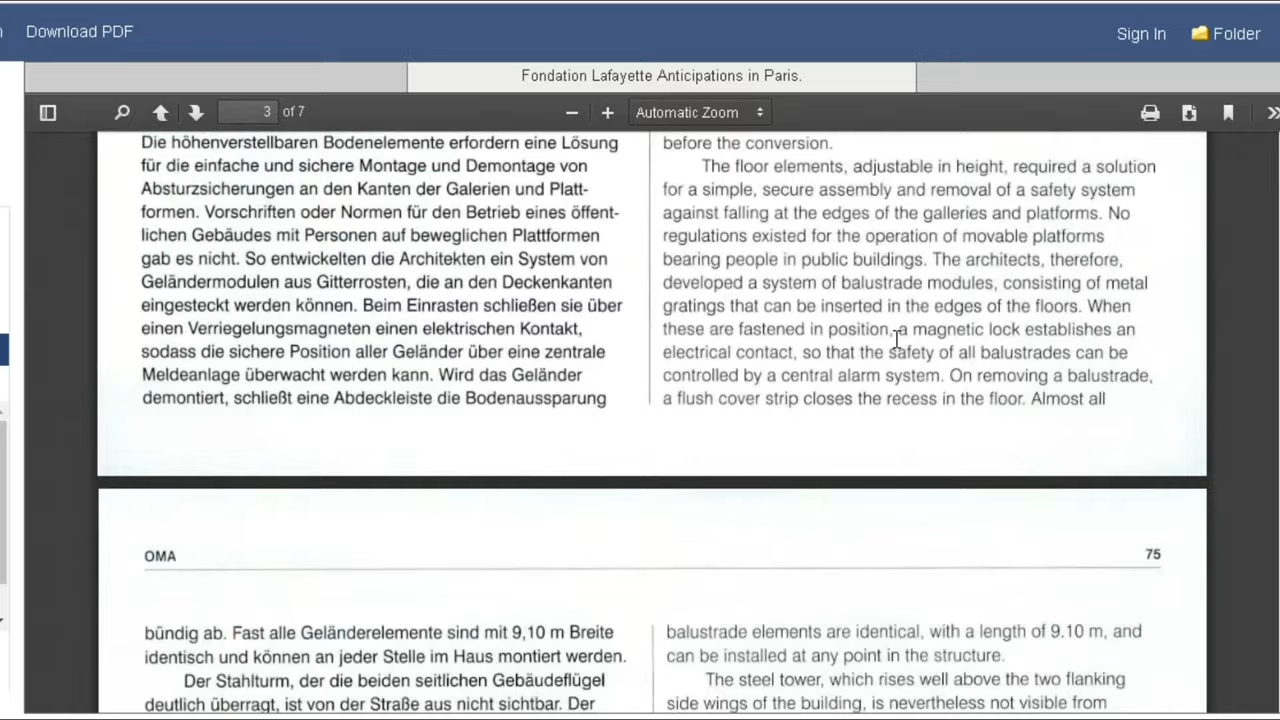 Download PDF
Sign In
Folder
Fondation Lafayette Anticipations in Paris.
3 of 7
Automatic Zoom
Die höhenverstellbaren Bodenelemente erfordern eine Lösung
für die einfache und sichere Montage und Demontage von
Absturzsicherungen an den Kanten der Galerien und Platt-
formen. Vorschriften oder Normen für den Betrieb eines öffent-
lichen Gebäudes mit Personen auf beweglichen Plattformen
gab es nicht. So entwickelten die Architekten ein System von
Geländermodulen aus Gitterrosten, die an den Deckenkanten
eingesteckt werden können. Beim Einrasten schließen sie über
einen Verriegelungsmagneten einen elektrischen Kontakt,
sodass die sichere Position aller Geländer über eine zentrale
Meldeanlage überwacht werden kann. Wird das Geländer
demontiert, schließt eine Abdeckleiste die Bodenaussparung
before the conversion.
The floor elements, adjustable in height, required a solution
for a simple, secure assembly and removal of a safety system
against falling at the edges of the galleries and platforms. No
regulations existed for the operation of movable platforms
bearing people in public buildings. The architects, therefore,
developed a system of balustrade modules, consisting of metal
gratings that can be inserted in the edges of the floors. When
these are fastened in position, a magnetic lock establishes an
electrical contact, so that the safety of all balustrades can be
controlled by a central alarm system. On removing a balustrade,
a flush cover strip closes the recess in the floor. Almost all
OMA
75
bündig ab. Fast alle Geländerelemente sind mit 9,10 m Breite
identisch und können an jeder Stelle im Haus montiert werden.
Der Stahlturm, der die beiden seitlichen Gebäudeflügel
deutlich überragt, ist von der Straße aus nicht sichtbar. Der
balustrade elements are identical, with a length of 9.10 m, and
can be installed at any point in the structure.
The steel tower, which rises well above the two flanking
side wings of the building, is nevertheless not visible from